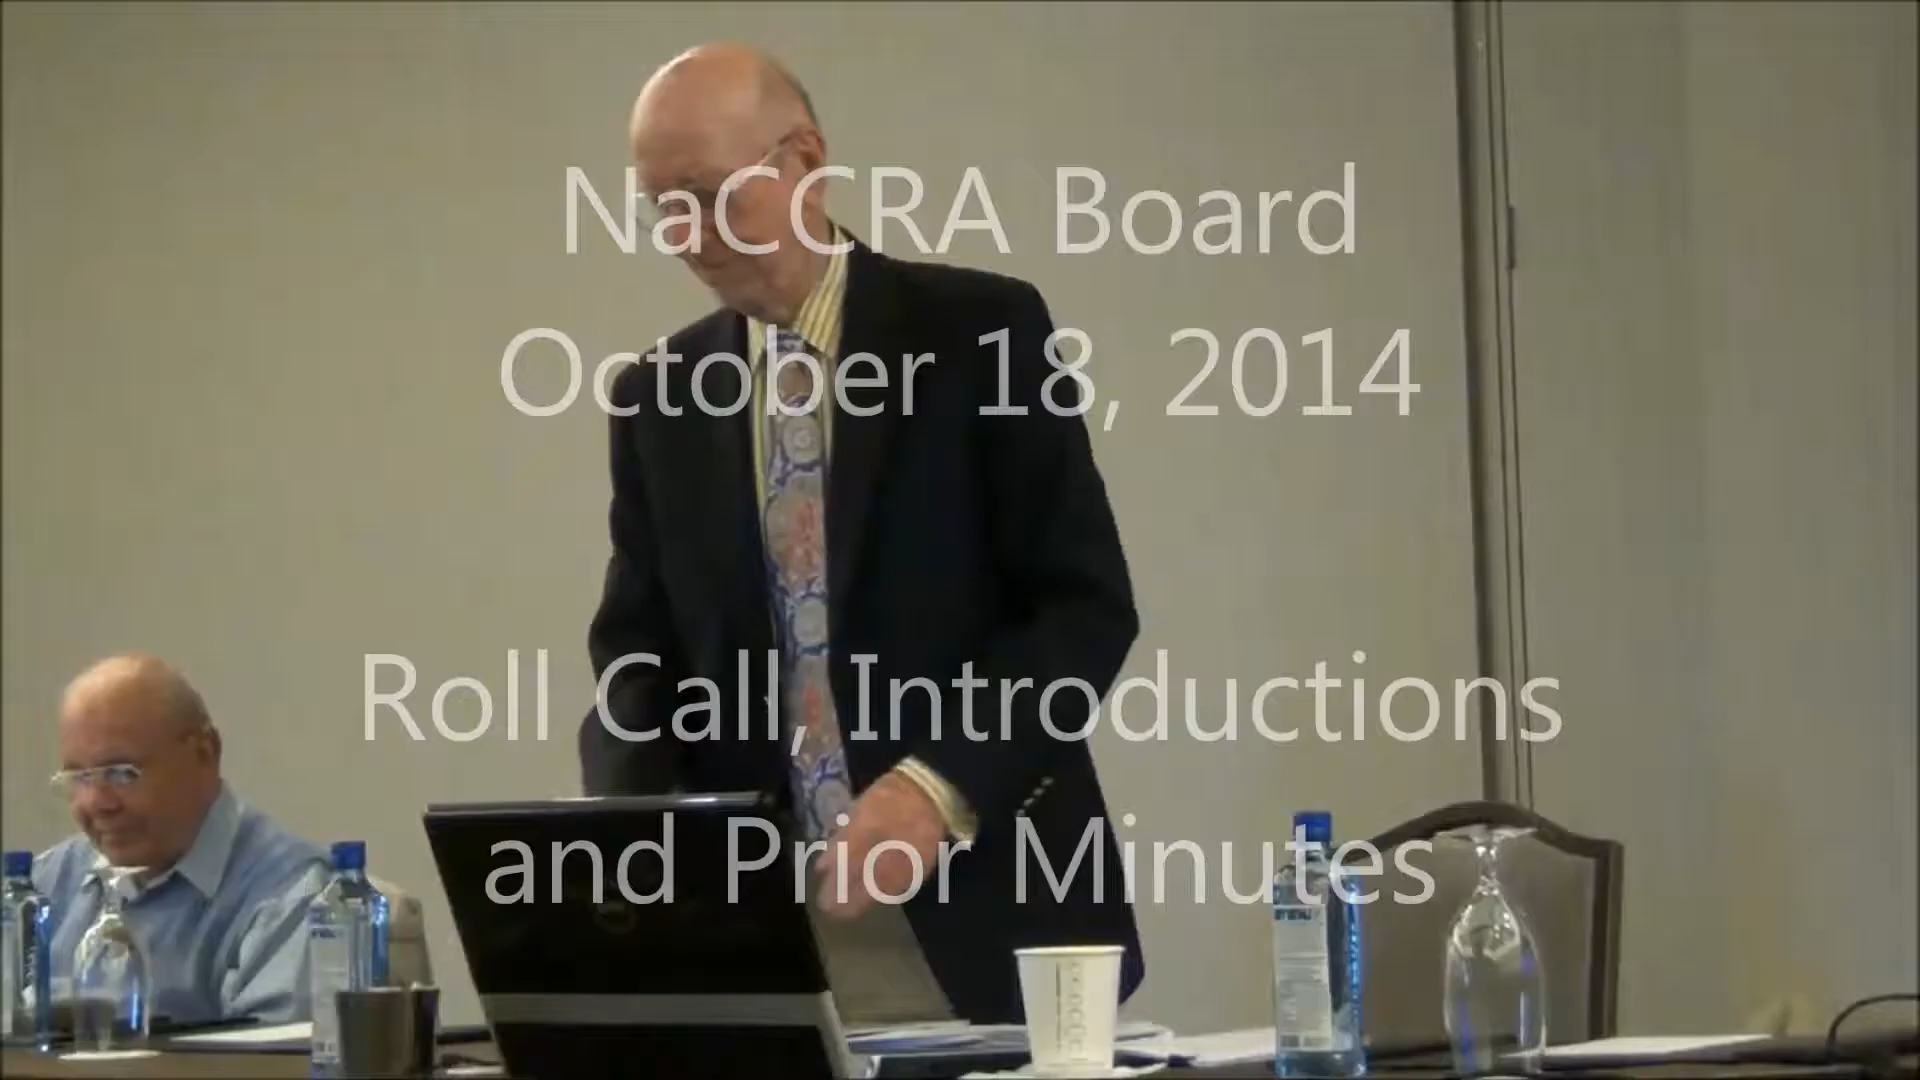 NaCCRA Board
October 18, 2014
Roll Call, Introductions
and Prior Minutes